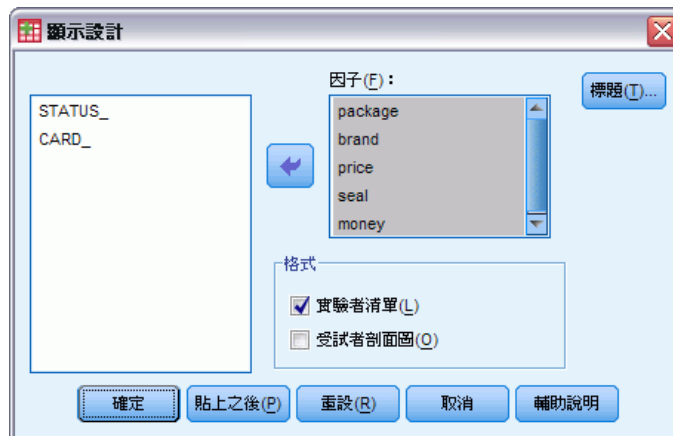 顯示設計
因子(F)：
標題(T)...
STATUS_
CARD_
package
brand
price
seal
money
格式
實驗者清單(L)
受試者剖面圖(O)
確定
貼上之後(P)
重設(R)
取消
輔助說明